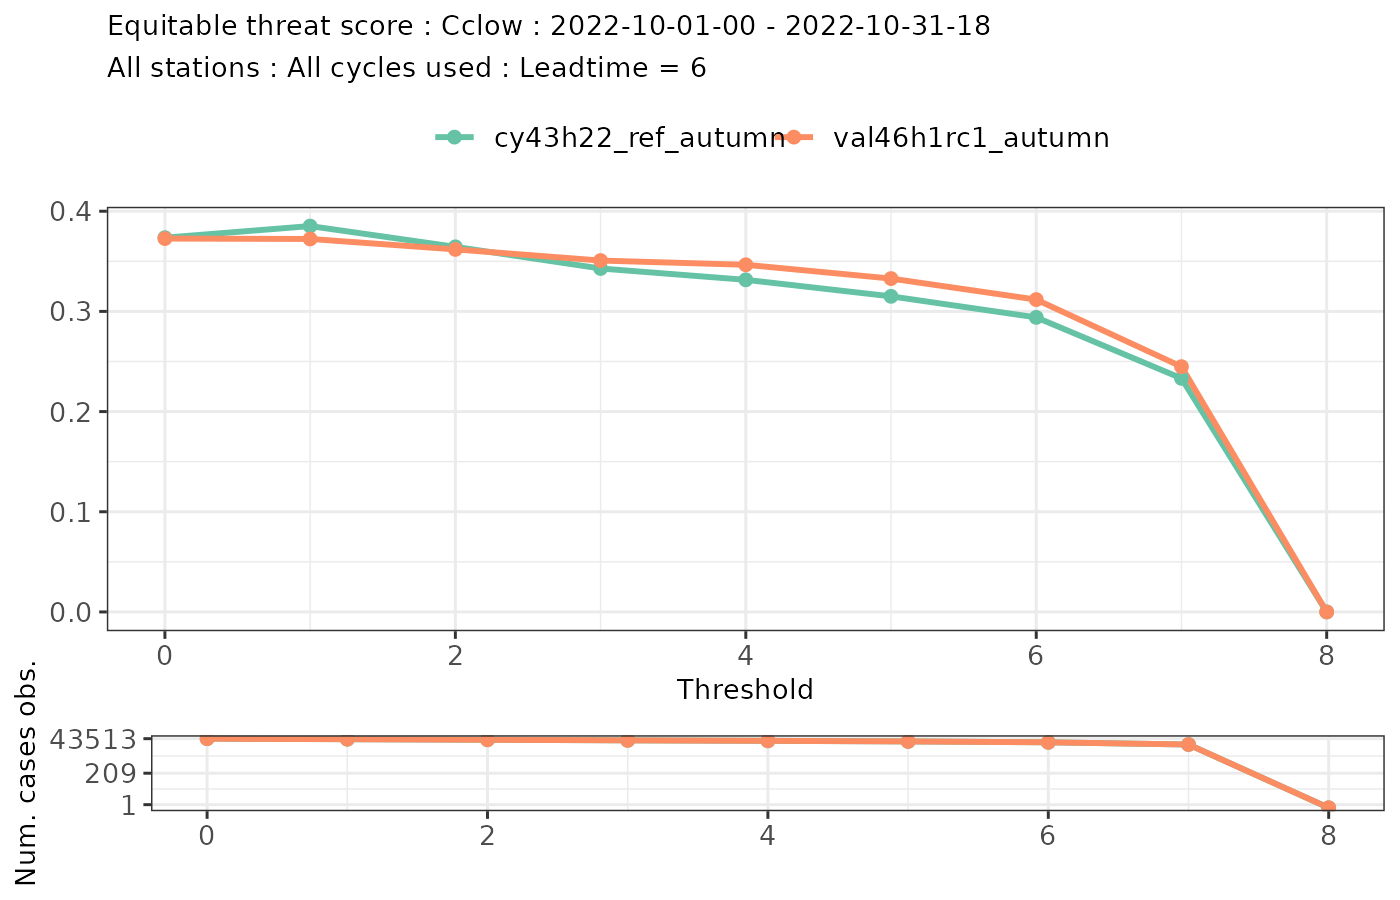 Equitable threat score : Cclow : 2022-10-01-00 - 2022-10-31-18
All stations : All cycles used : Leadtime = 6
cy43h22_ref_autumn val46h1rc1_autumn
0.4
0.3
0.2
0.1
0.0
0 2 4 6 8
Threshold
Num. cases obs.
43513
209
1
0 2 4 6 8